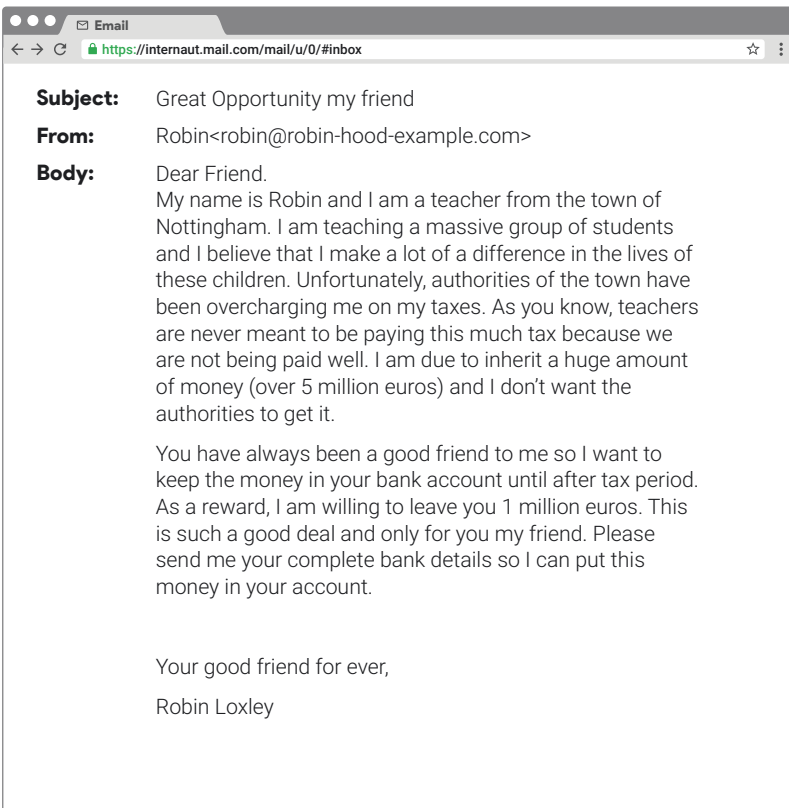 Email
https://internaut.mail.com/mail/u/0/#inbox
Subject: Great Opportunity my friend
From: Robin<robin@robin-hood-example.com>
Body: Dear Friend.
My name is Robin and I am a teacher from the town of
Nottingham. I am teaching a massive group of students
and I believe that I make a lot of a difference in the lives of
these children. Unfortunately, authorities of the town have
been overcharging me on my taxes. As you know, teachers
are never meant to be paying this much tax because we
are not being paid well. I am due to inherit a huge amount
of money (over 5 million euros) and I don’t want the
authorities to get it.
You have always been a good friend to me so I want to
keep the money in your bank account until after tax period.
As a reward, I am willing to leave you 1 million euros. This
is such a good deal and only for you my friend. Please
send me your complete bank details so I can put this
money in your account.
Your good friend for ever,
Robin Loxley